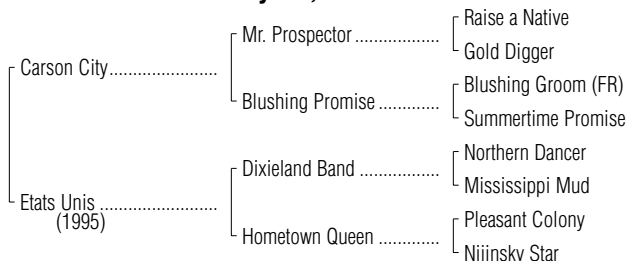 Raise a Native
Mr. Prospector ..................
Gold Digger
Carson City.......................
Blushing Groom (FR)
Blushing Promise .............
Summertime Promise
Northern Dancer
Dixieland Band .................
Mississippi Mud
Etats Unis .........................
(1995)
Pleasant Colony
Hometown Queen .............
Nijinsky Star